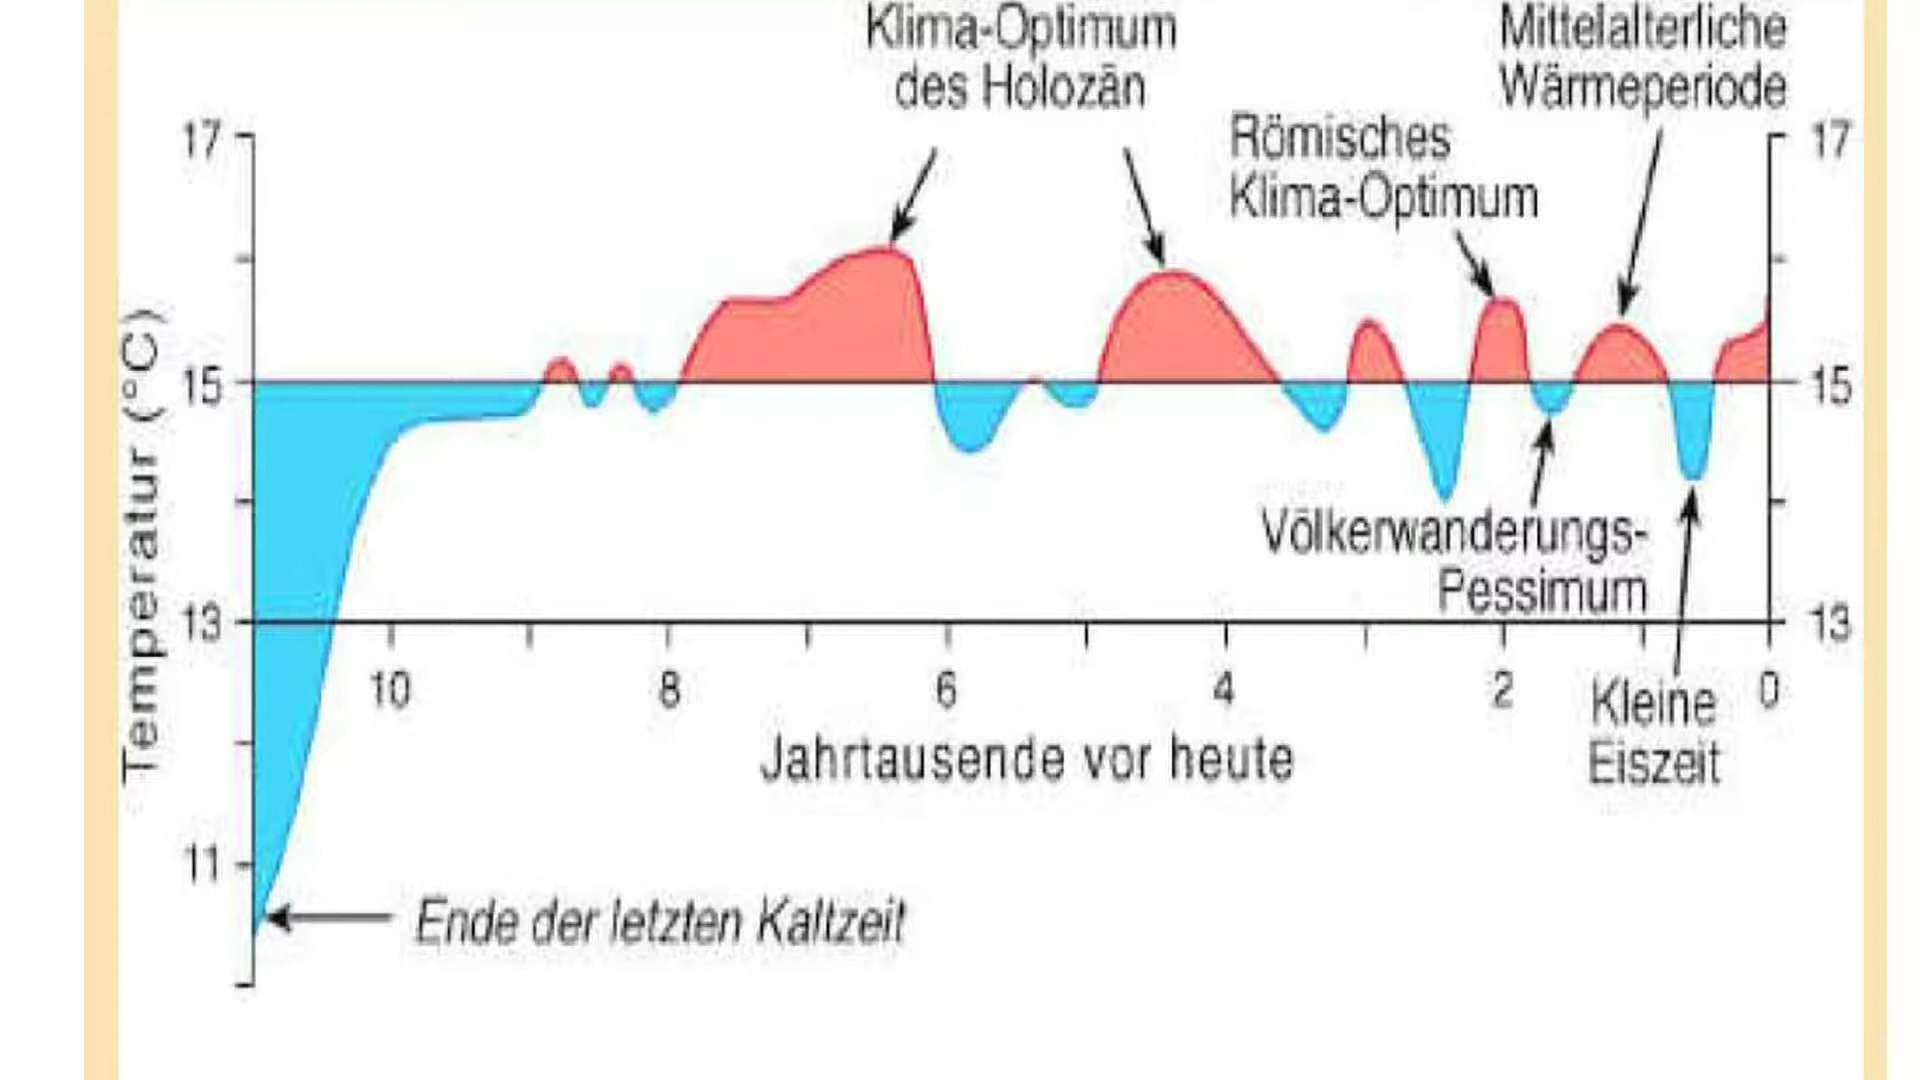 Klima-Optimum
des Holozän
Mittelalterliche
Wärmeperiode
Römisches
Klima-Optimum
17
17
15
15
13
13
11
Temperatur (°C)
Völkerwanderungs-
Pessimum
10
8
6
4
2
0
Jahrtausende vor heute
Kleine
Eiszeit
Ende der letzten Kaltzeit